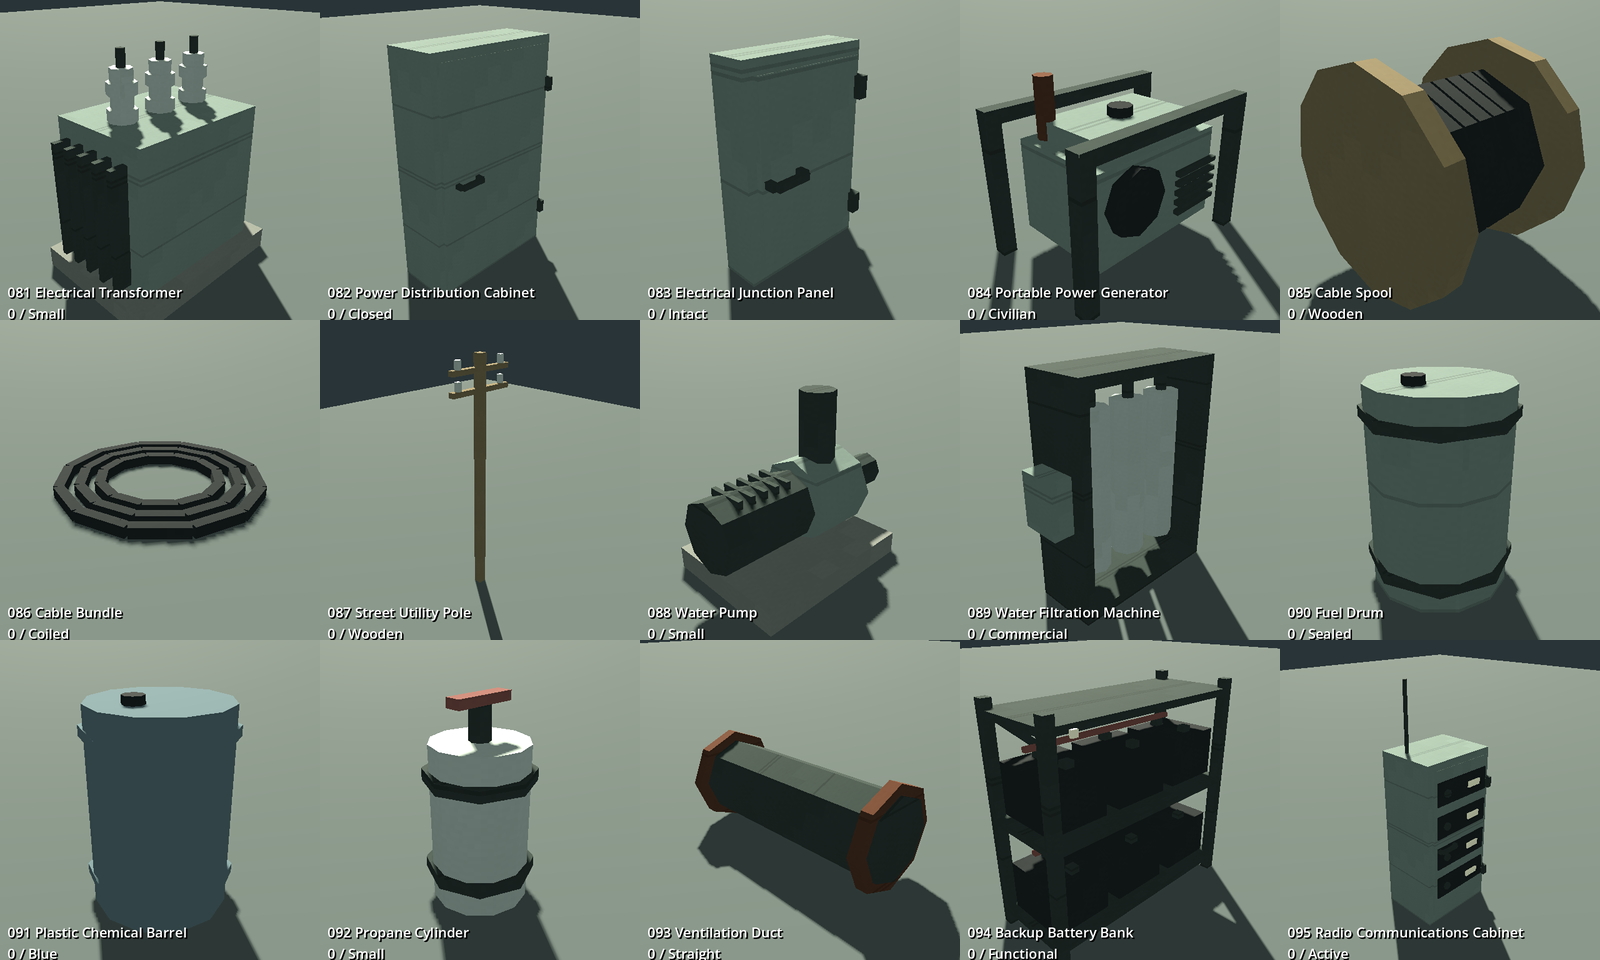 081 Electrical Transformer
0 / Small
082 Power Distribution Cabinet
0 / Closed
083 Electrical Junction Panel
0 / Intact
084 Portable Power Generator
0 / Civilian
085 Cable Spool
0 / Wooden
086 Cable Bundle
0 / Coiled
087 Street Utility Pole
0 / Wooden
088 Water Pump
0 / Small
089 Water Filtration Machine
0 / Commercial
090 Fuel Drum
0 / Sealed
091 Plastic Chemical Barrel
0 / Blue
092 Propane Cylinder
0 / Small
093 Ventilation Duct
0 / Straight
094 Backup Battery Bank
0 / Functional
095 Radio Communications Cabinet
0 / Active